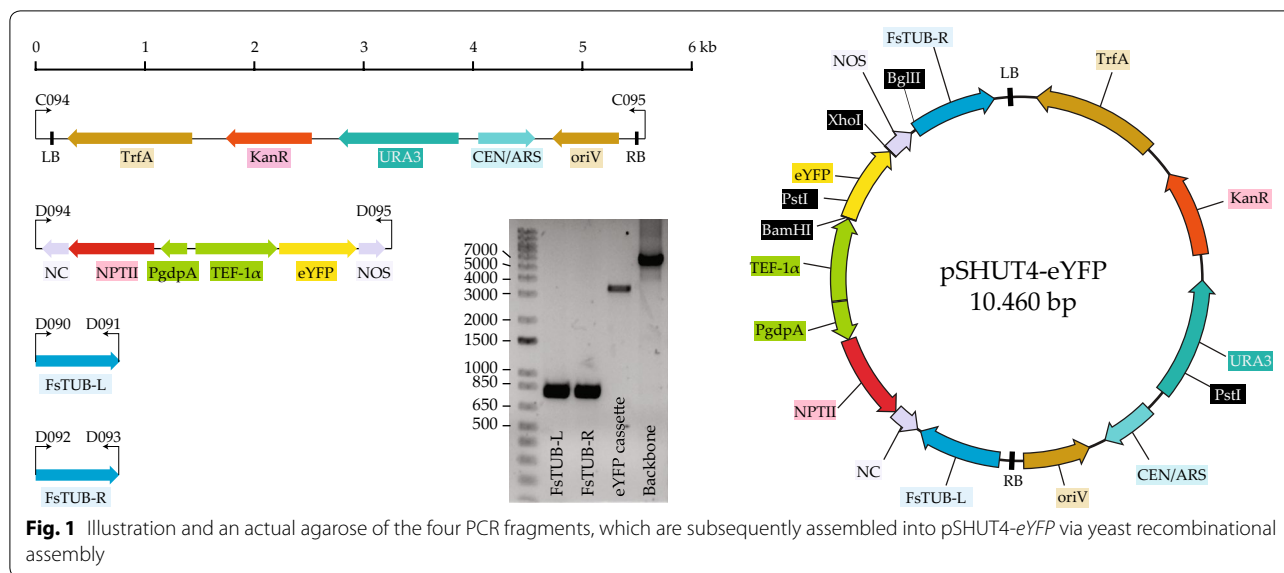 0 1 2 3 4 5 6 kb
C094 C095
LB TrfA KanR URA3 CEN/ARS oriV RB
D094 D095
NC NPTII PgdpA TEF-1α eYFP NOS
D090 D091
FsTUB-L
D092 D093
FsTUB-R
7000
5000
4000
3000
2000
1500
1000
850
650
500
FsTUB-L
FsTUB-R
eYFP cassette
Backbone
FsTUB-R
LB
TrfA
NOS
BglII
XhoI
eYFP
PstI
BamHI
TEF-1α
PgdpA
NPTII
NC
FsTUB-L
RB
oriV
CEN/ARS
PstI
URA3
KanR
pSHUT4-eYFP
10.460 bp
Fig. 1 Illustration and an actual agarose of the four PCR fragments, which are subsequently assembled into pSHUT4-eYFP via yeast recombinational
assembly